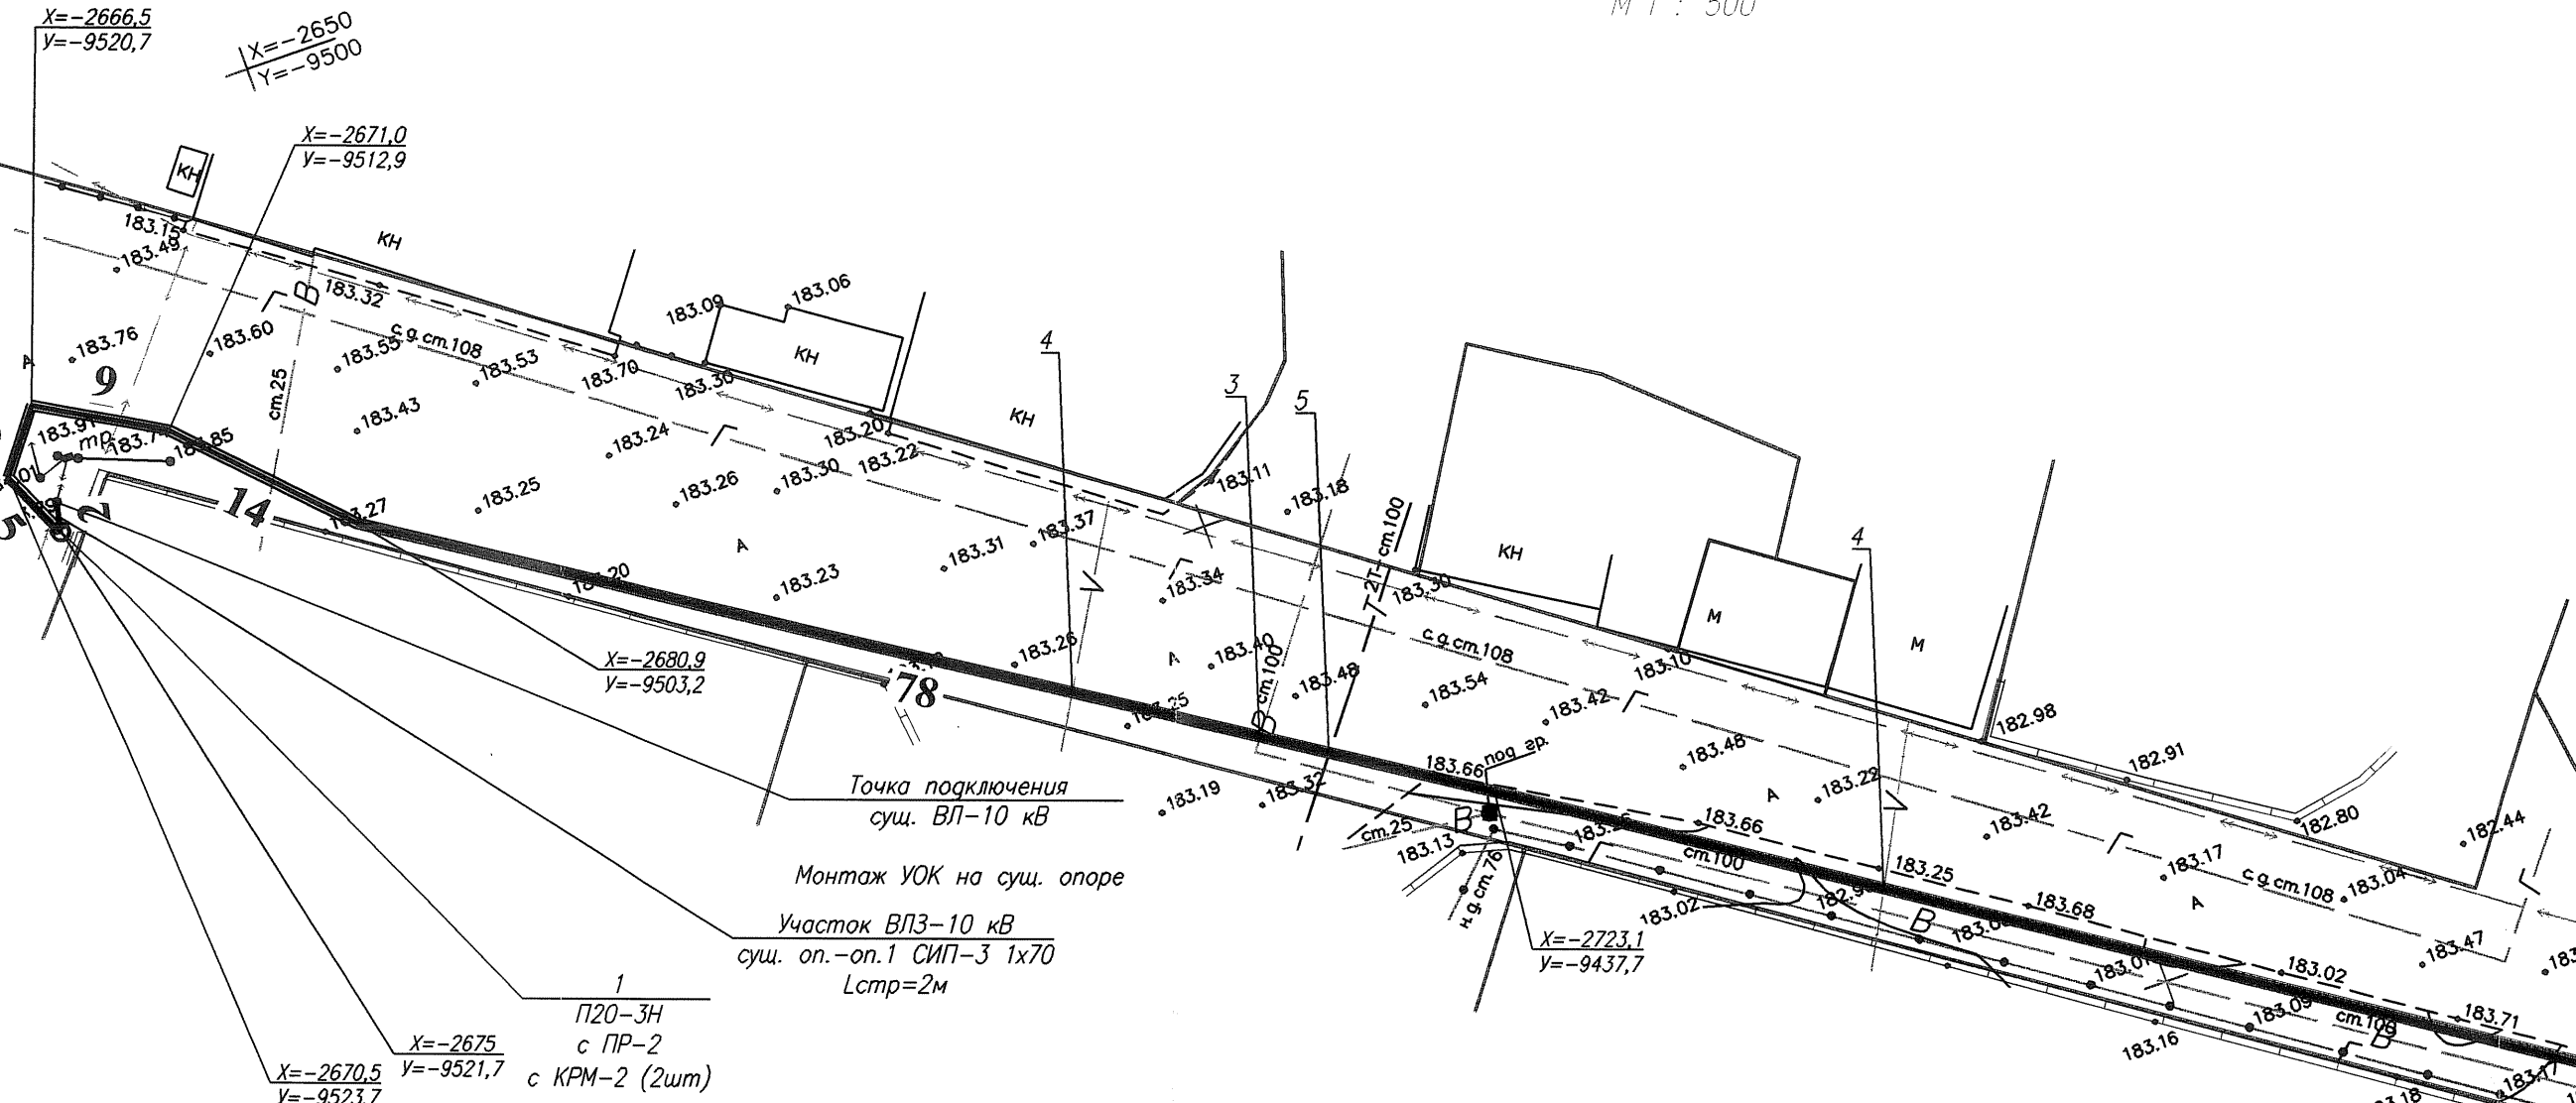 М 1 : 500
X=-2666,5
У=-9520,7
X=-2650
Y=-9500
X=-2671,0
У=-9512,9
КН
183.15
183.49
КН
В
183.32
183.09
183.06
КН
183.76
183.60
183.55
с.д.ст.108
183.53
183.70
183.30
4
3
5
А
9
ст.25
183.43
КН
183.91
тр.
183.24
183.20
183.22
183.11
183.18
14
183.25
183.26
183.30
183.37
Т-2Т-ст.100
183.27
А
183.31
КН
4
183.20
183.23
183.34
183.30
М
М
X=-2680,9
У=-9503,2
183.26
А
183.40
ст.100
с.д.ст.108
183.10
78
183.25
183.48
183.54
183.42
182.98
В
183.48
182.91
Точка подключения
сущ. ВЛ-10 кВ
183.19
183.32
183.66
под гр.
А
183.22
183.42
182.80
182.44
ст.25
В
183.66
183.13
ст.100
183.25
183.17
с.д.ст.108
183.04
Монтаж УОК на сущ. опоре
н.д.ст.76
183.02
183.68
А
Участок ВЛЗ-10 кВ
сущ. оп.-оп.1 СИП-3 1х70
Lстр=2м
X=-2723,1
У=-9437,7
В
183.47
183.02
183.09
ст.100
183.71
В
183.16
183.17
1
П20-3Н
с ПР-2
с КРМ-2 (2шт)
X=-2675
У=-9521,7
X=-2670,5
У=-9523,7